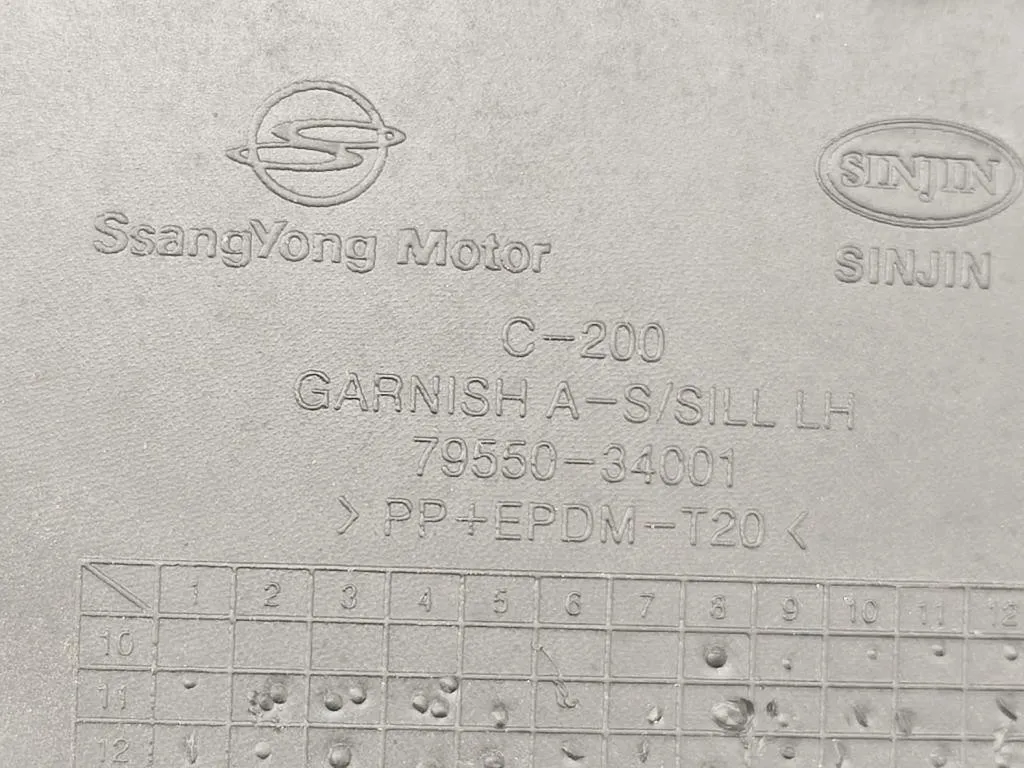 SINJIN
SsangYong Motor
SINJIN
C-200
GARNISH A-S/SILL LH
79550-34001
> PP+EPDM-T20 <
1 2 3 4 5 6 7 8 9 10 11 12
10
11
12